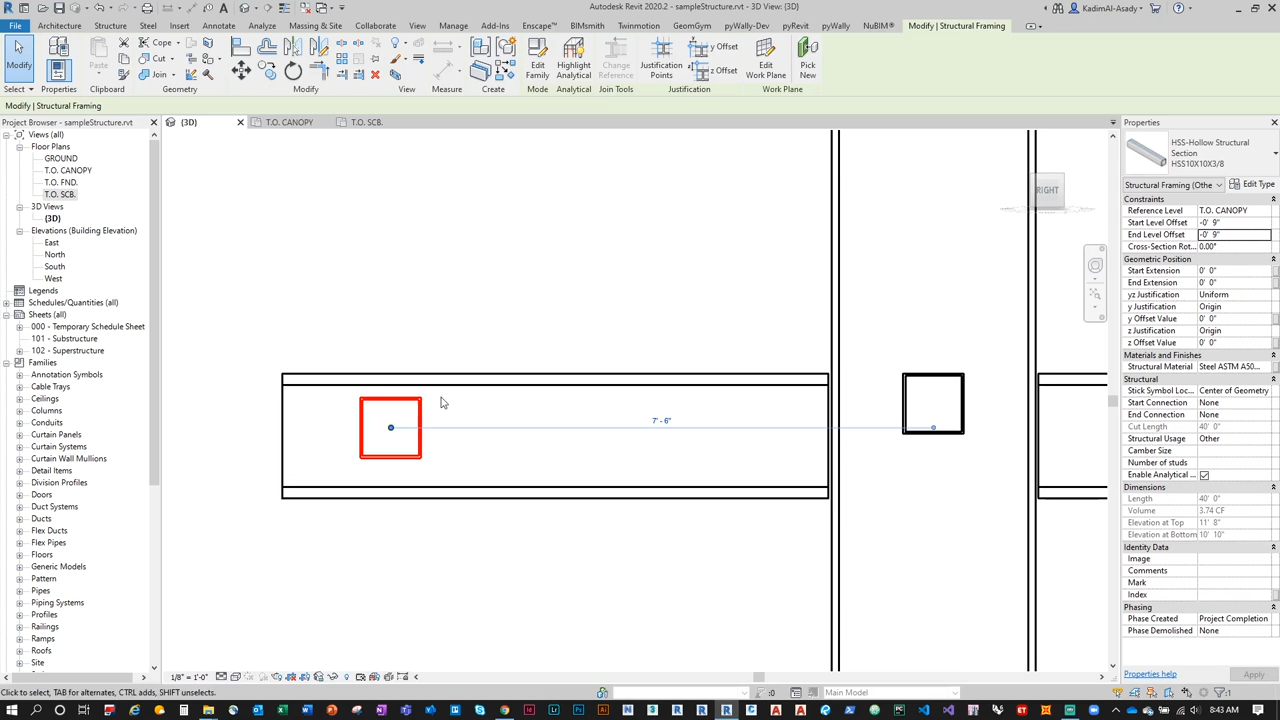 Autodesk Revit 2020.2 - sampleStructure.rvt - 3D View: {3D}
KadimAl-Asady
File Architecture Structure Steel Insert Annotate Analyze Massing & Site Collaborate View Manage Add-Ins Enscape™ BIMsmith Twinmotion GeomGym pyWally-Dev pyRevit pyWally NuBIM™ Modify | Structural Framing
Modify
Properties
Paste
Cope
Cut
Join
Edit Family
Highlight Analytical
Change Reference
Justification Points
y Offset
z Offset
Edit Work Plane
Pick New
Select Properties Clipboard Geometry Modify View Measure Create Mode Analytical Join Tools Justification Work Plane
Modify | Structural Framing
Project Browser - sampleStructure.rvt
Views (all)
Floor Plans
GROUND
T.O. CANOPY
T.O. FND.
T.O. SCB.
3D Views
{3D}
Elevations (Building Elevation)
East
North
South
West
Legends
Schedules/Quantities (all)
Sheets (all)
000 - Temporary Schedule Sheet
101 - Substructure
102 - Superstructure
Families
Annotation Symbols
Cable Trays
Ceilings
Columns
Conduits
Curtain Panels
Curtain Systems
Curtain Wall Mullions
Detail Items
Division Profiles
Doors
Duct Systems
Ducts
Flex Ducts
Flex Pipes
Floors
Generic Models
Pattern
Pipes
Piping Systems
Profiles
Railings
Ramps
Roofs
Site
{3D} T.O. CANOPY T.O. SCB.
RIGHT
7' - 6"
1/8" = 1'-0"
Properties
HSS-Hollow Structural
Section
HSS10X10X3/8
Structural Framing (Othe Edit Type
Constraints
Reference Level T.O. CANOPY
Start Level Offset -0' 9"
End Level Offset -0' 9"
Cross-Section Rot... 0.00°
Geometric Position
Start Extension 0' 0"
End Extension 0' 0"
yz Justification Uniform
y Justification Origin
y Offset Value 0' 0"
z Justification Origin
z Offset Value 0' 0"
Materials and Finishes
Structural Material Steel ASTM A50...
Structural
Stick Symbol Loc... Center of Geometry
Start Connection None
End Connection None
Cut Length 40' 0"
Structural Usage Other
Camber Size
Number of studs
Enable Analytical ...
Dimensions
Length 40' 0"
Volume 3.74 CF
Elevation at Top 11' 8"
Elevation at Bottom 10' 10"
Identity Data
Image
Comments
Mark
Index
Phasing
Phase Created Project Completion
Phase Demolished None
Properties help Apply
Click to select, TAB for alternates, CTRL adds, SHIFT unselects.
:0
Main Model
:1
8:43 AM